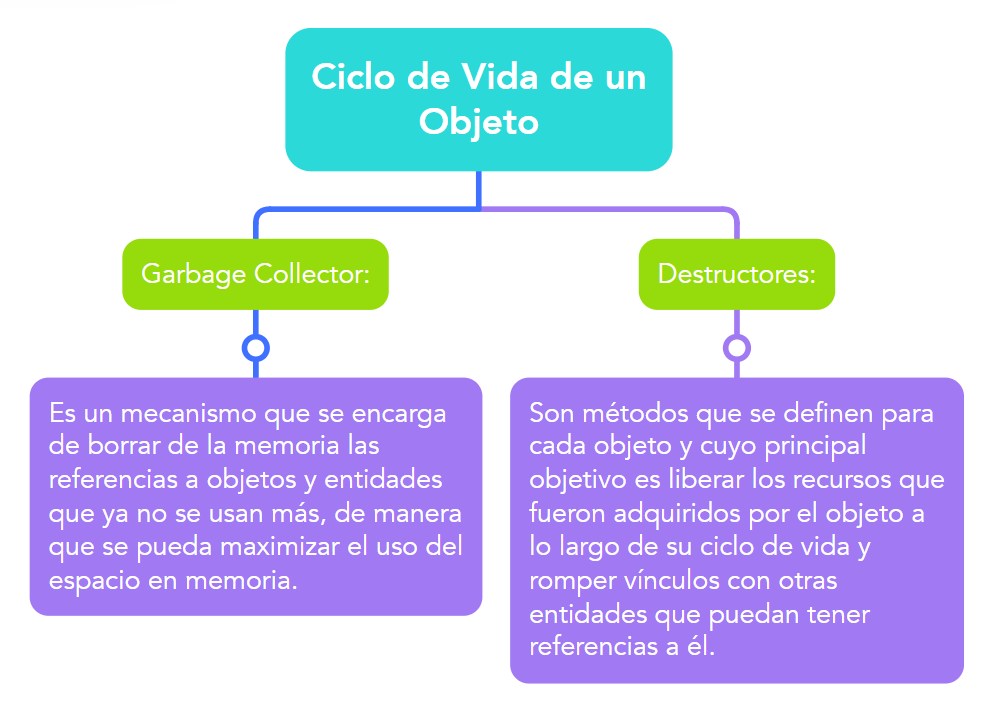 Ciclo de Vida de un
Objeto
Garbage Collector:
Destructores:
Es un mecanismo que se encarga
de borrar de la memoria las
referencias a objetos y entidades
que ya no se usan más, de manera
que se pueda maximizar el uso del
espacio en memoria.
Son métodos que se definen para
cada objeto y cuyo principal
objetivo es liberar los recursos que
fueron adquiridos por el objeto a
lo largo de su ciclo de vida y
romper vínculos con otras
entidades que puedan tener
referencias a él.